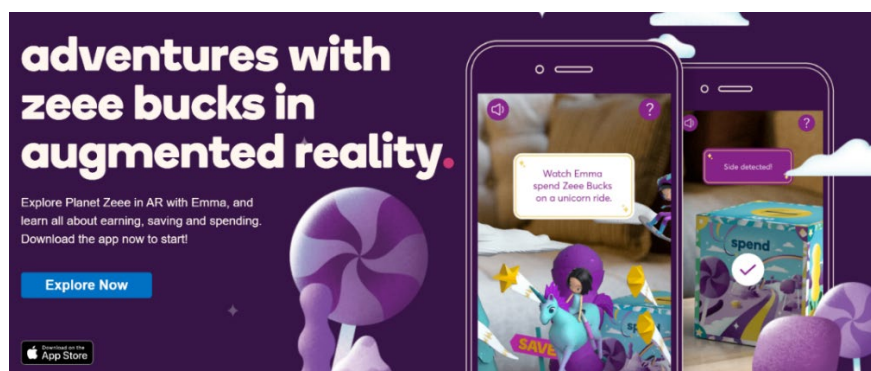 adventures with
zeee bucks in
augmented reality.
Explore Planet Zeee in AR with Emma, and
learn all about earning, saving and spending.
Download the app now to start!
Explore Now
Download on the
App Store
?
Watch Emma
spend Zeee Bucks
on a unicorn ride.
SAVE
sp
?
Side detected!
spend